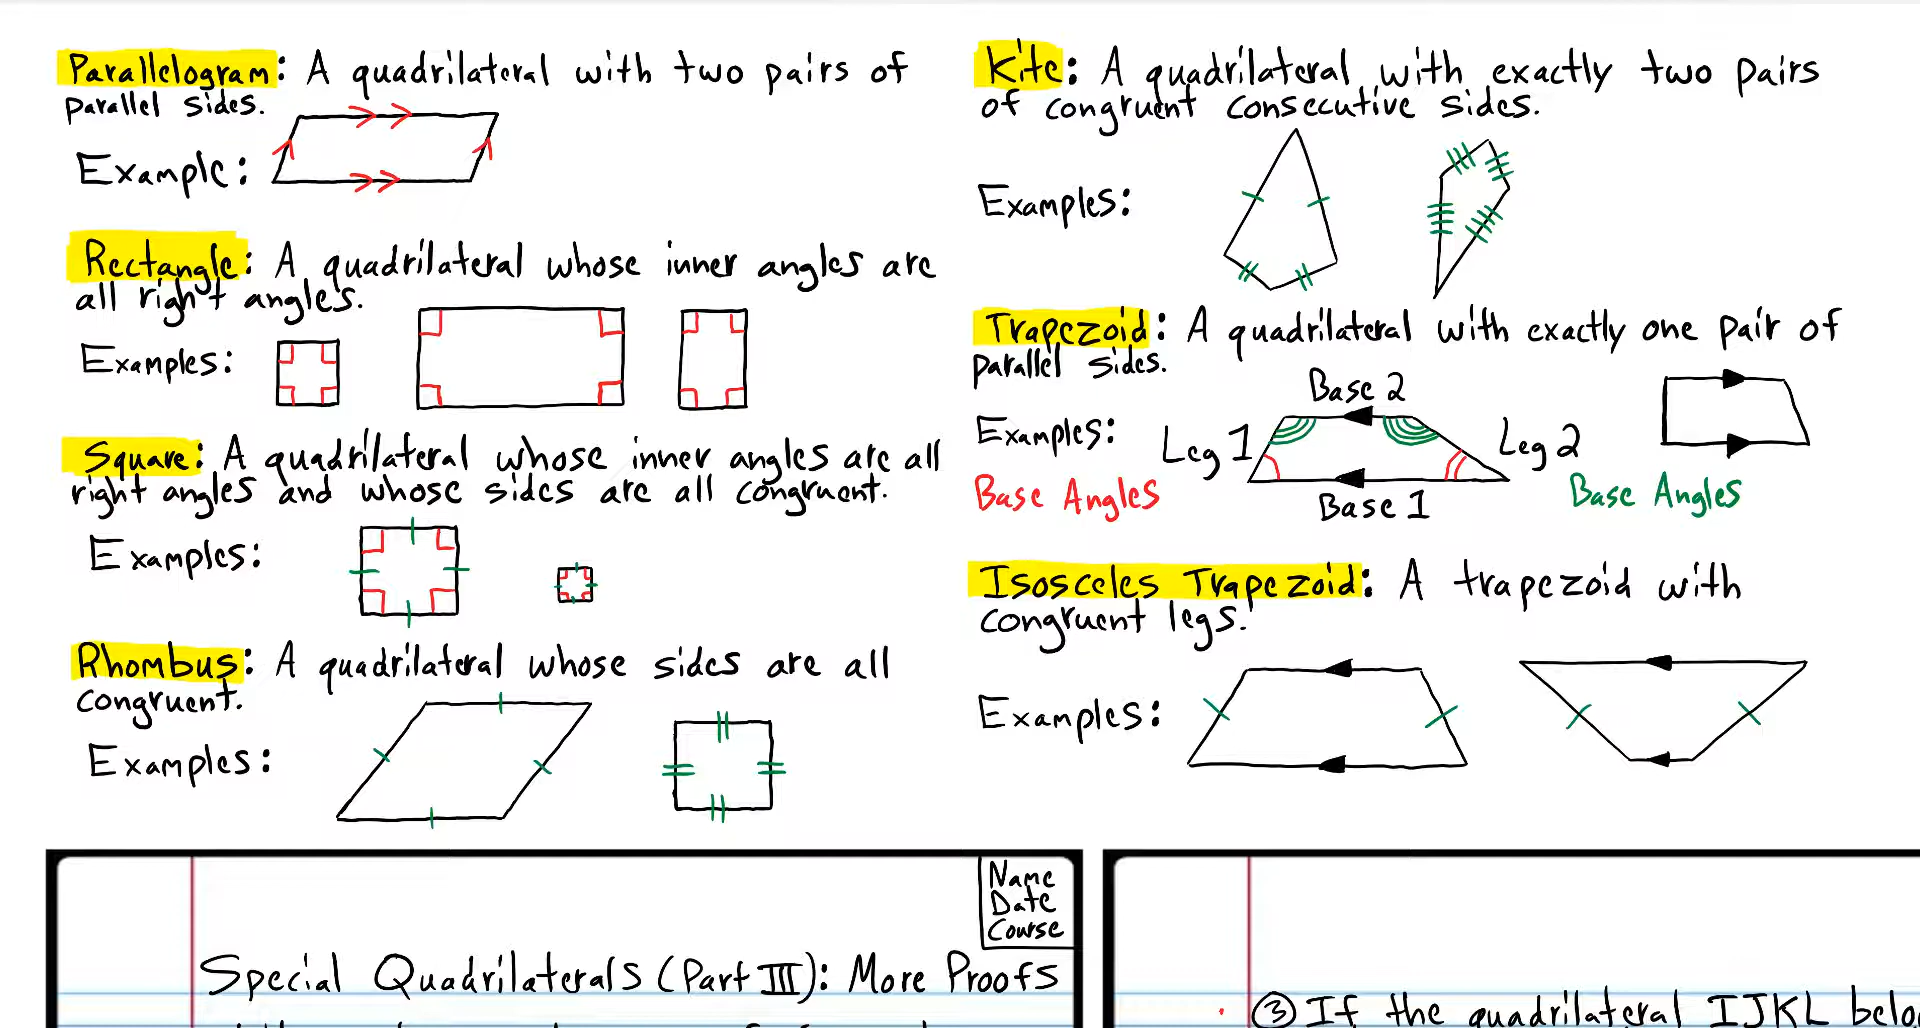 Parallelogram: A quadrilateral with two pairs of
parallel sides.
Example:
Rectangle: A quadrilateral whose inner angles are
all right angles.
Examples:
Square: A quadrilateral whose inner angles are all
right angles and whose sides are all congruent.
Examples:
Rhombus: A quadrilateral whose sides are all
congruent.
Examples:
Kite: A quadrilateral with exactly two pairs
of congruent consecutive sides.
Examples:
Trapezoid: A quadrilateral with exactly one pair of
parallel sides.
Base 2
Examples:
Leg 1
Leg 2
Base Angles
Base 1
Base Angles
Isosceles Trapezoid: A trapezoid with
congruent legs.
Examples:
Name
Date
Course
Special Quadrilaterals (Part III): More Proofs
③ If the quadrilateral IJKL